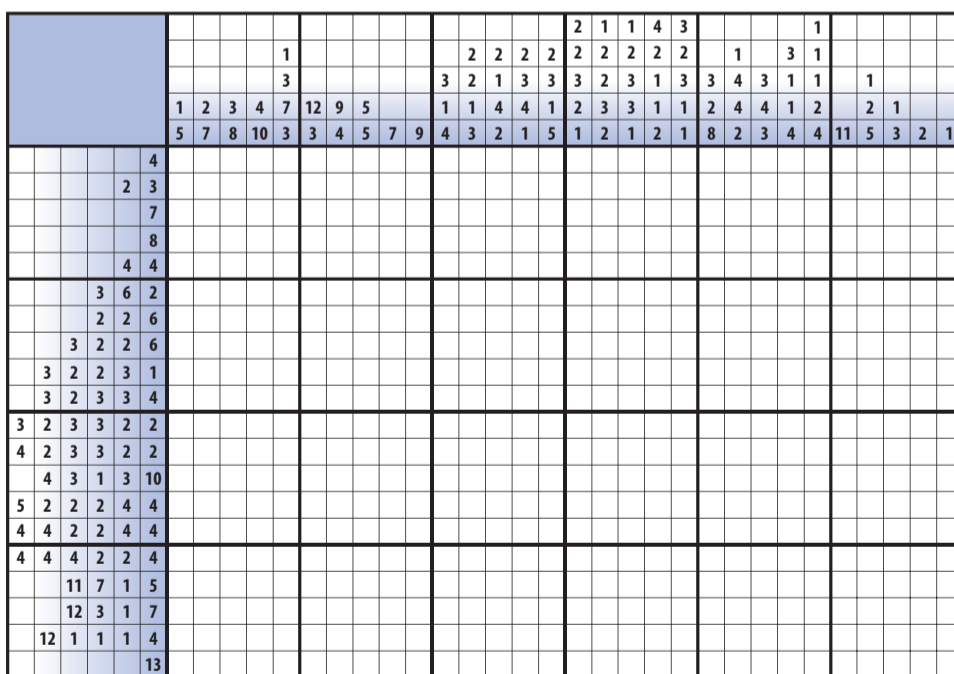 2 1 1 4 3 1
1 2 2 2 2 2 2 2 2 2 1 3 1
3 3 2 1 3 3 3 2 3 1 3 3 4 3 1 1 1
1 2 3 4 7 12 9 5 1 1 4 4 1 2 3 3 1 1 2 4 4 1 2 2 1
5 7 8 10 3 3 4 5 7 9 4 3 2 1 5 1 2 1 2 1 8 2 3 4 4 11 5 3 2 1
4
2 3
7
8
4 4
3 6 2
2 2 6
3 2 2 6
3 2 2 3 1
3 2 3 3 4
3 2 3 3 2 2
4 2 3 3 2 2
4 3 1 3 10
5 2 2 2 4 4
4 4 2 2 4 4
4 4 4 2 2 4
11 7 1 5
12 3 1 7
12 1 1 1 4
13